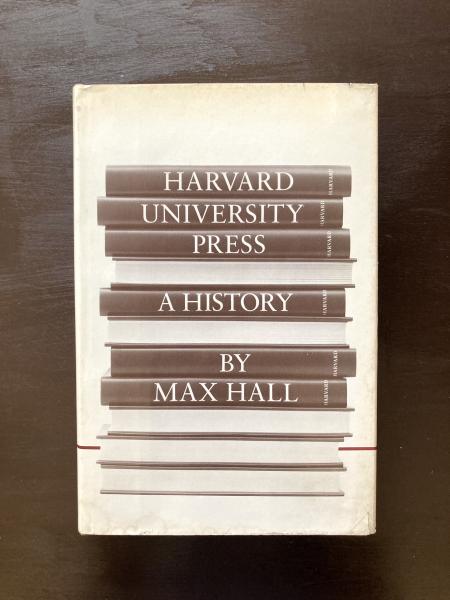 HARVARD
HARVARD
UNIVERSITY
HARVARD
PRESS
HARVARD
A HISTORY
HARVARD
BY
HARVARD
MAX HALL
HARVARD